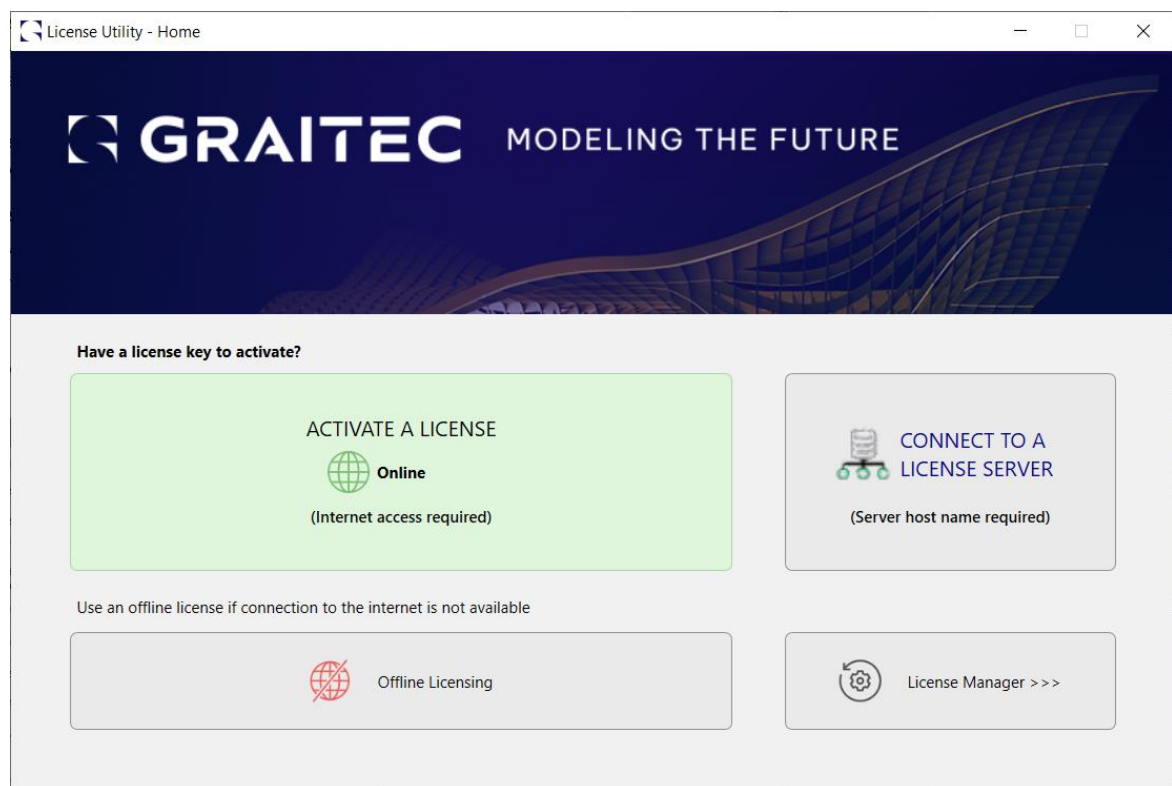 License Utility - Home
GRAITEC MODELING THE FUTURE
Have a license key to activate?
ACTIVATE A LICENSE
Online
(Internet access required)
CONNECT TO A
LICENSE SERVER
(Server host name required)
Use an offline license if connection to the internet is not available
Offline Licensing
License Manager >>>